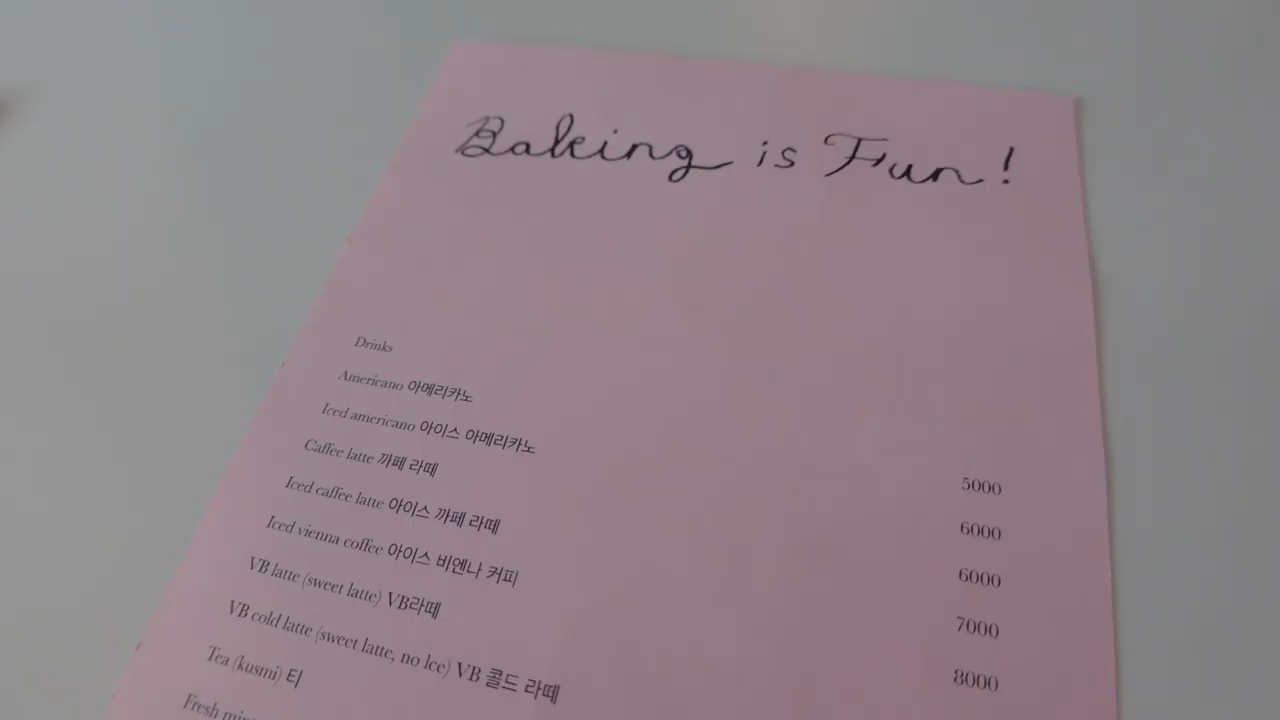 Baking is Fun!
Drinks
Americano 아메리카노 5000
Iced americano 아이스 아메리카노 6000
Caffee latte 까페 라떼 6000
Iced caffee latte 아이스 까페 라떼 7000
Iced vienna coffee 아이스 비엔나 커피 8000
VB latte (sweet latte) VB라떼
VB cold latte (sweet latte, no Ice) VB 콜드 라떼
Tea (kusmi) 티
Fresh